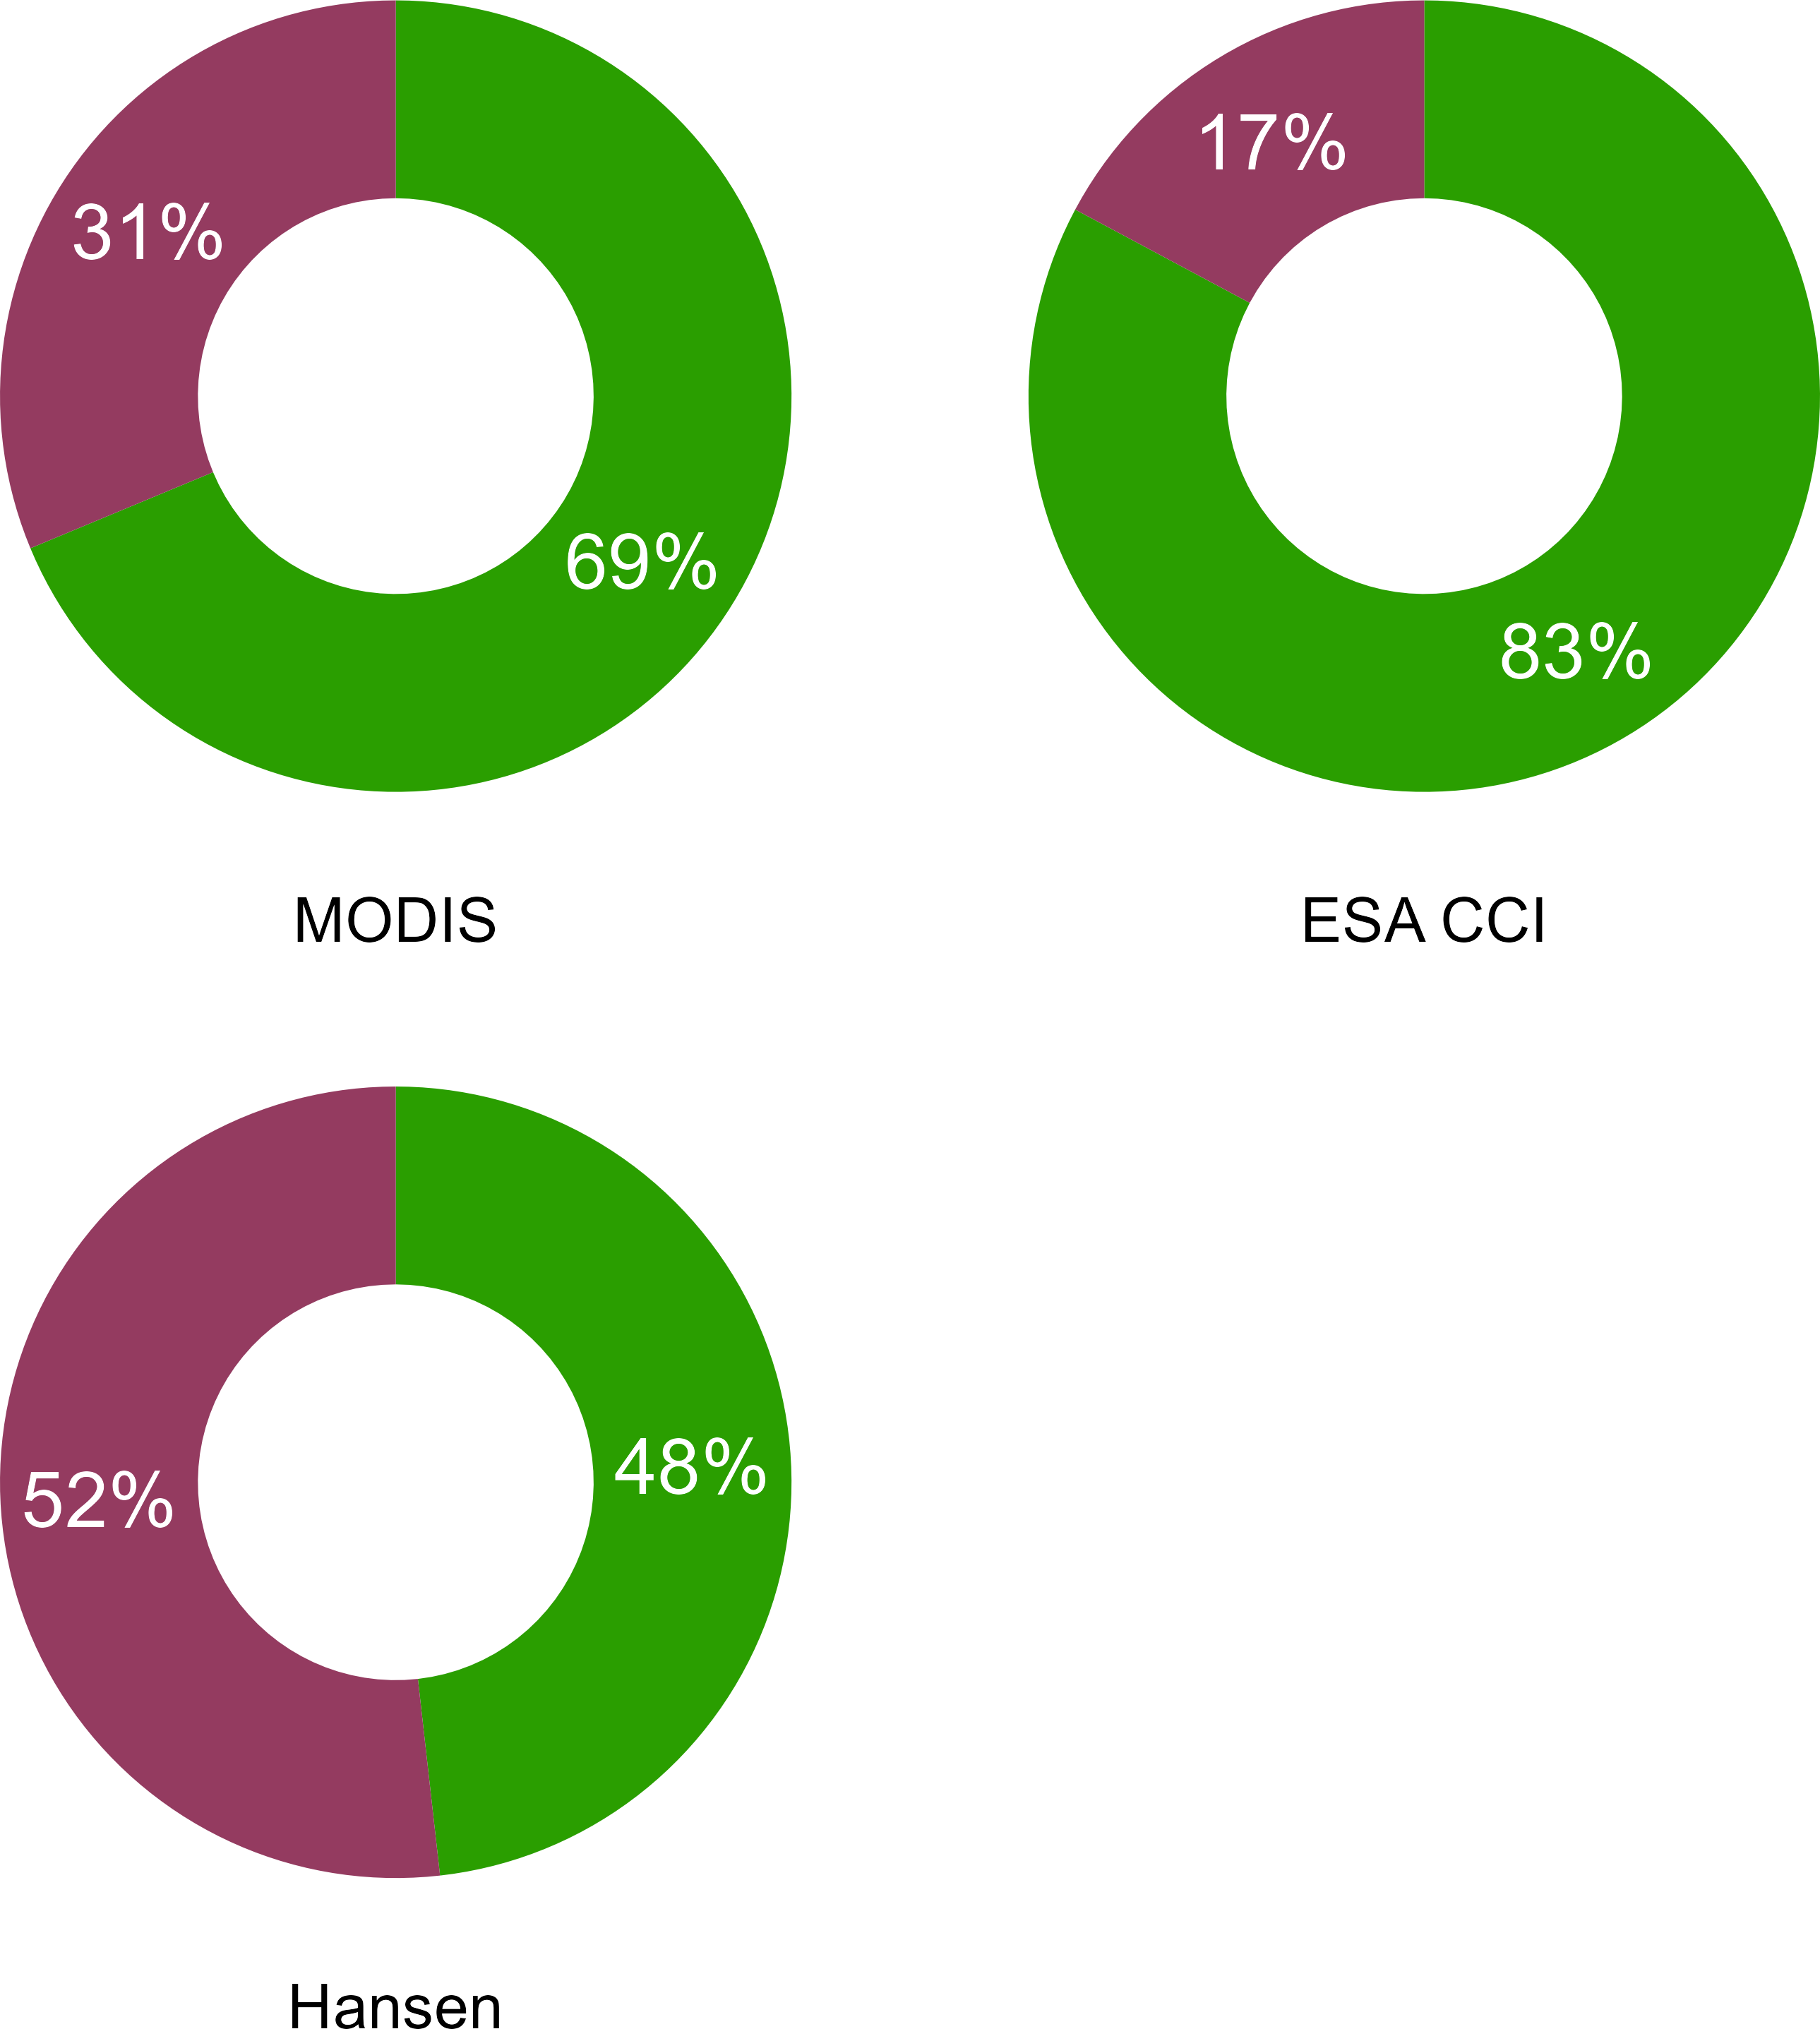 17%
31%
69%
83%
MODIS
ESA CCI
48%
52%
Hansen